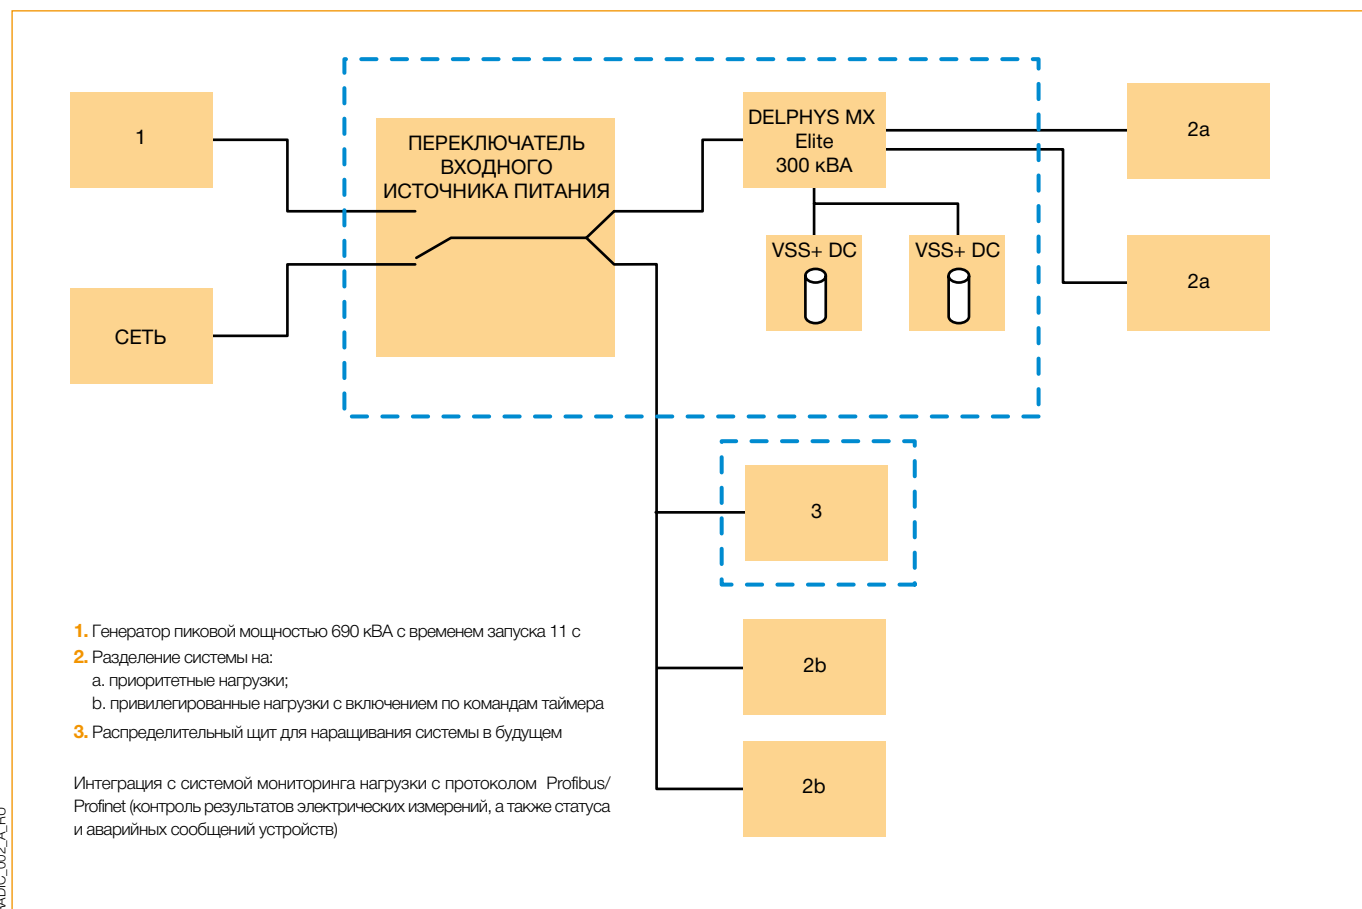 1
СЕТЬ
ПЕРЕКЛЮЧАТЕЛЬ
ВХОДНОГО
ИСТОЧНИКА ПИТАНИЯ
DELPHYS MX
Elite
300 кВА
VSS+ DC
VSS+ DC
2a
2a
3
2b
2b
1. Генератор пиковой мощностью 690 кВА с временем запуска 11 с
2. Разделение системы на:
a. приоритетные нагрузки;
b. привилегированные нагрузки с включением по командам таймера
3. Распределительный щит для наращивания системы в будущем
Интеграция с системой мониторинга нагрузки с протоколом Profibus/
Profinet (контроль результатов электрических измерений, а также статуса
и аварийных сообщений устройств)